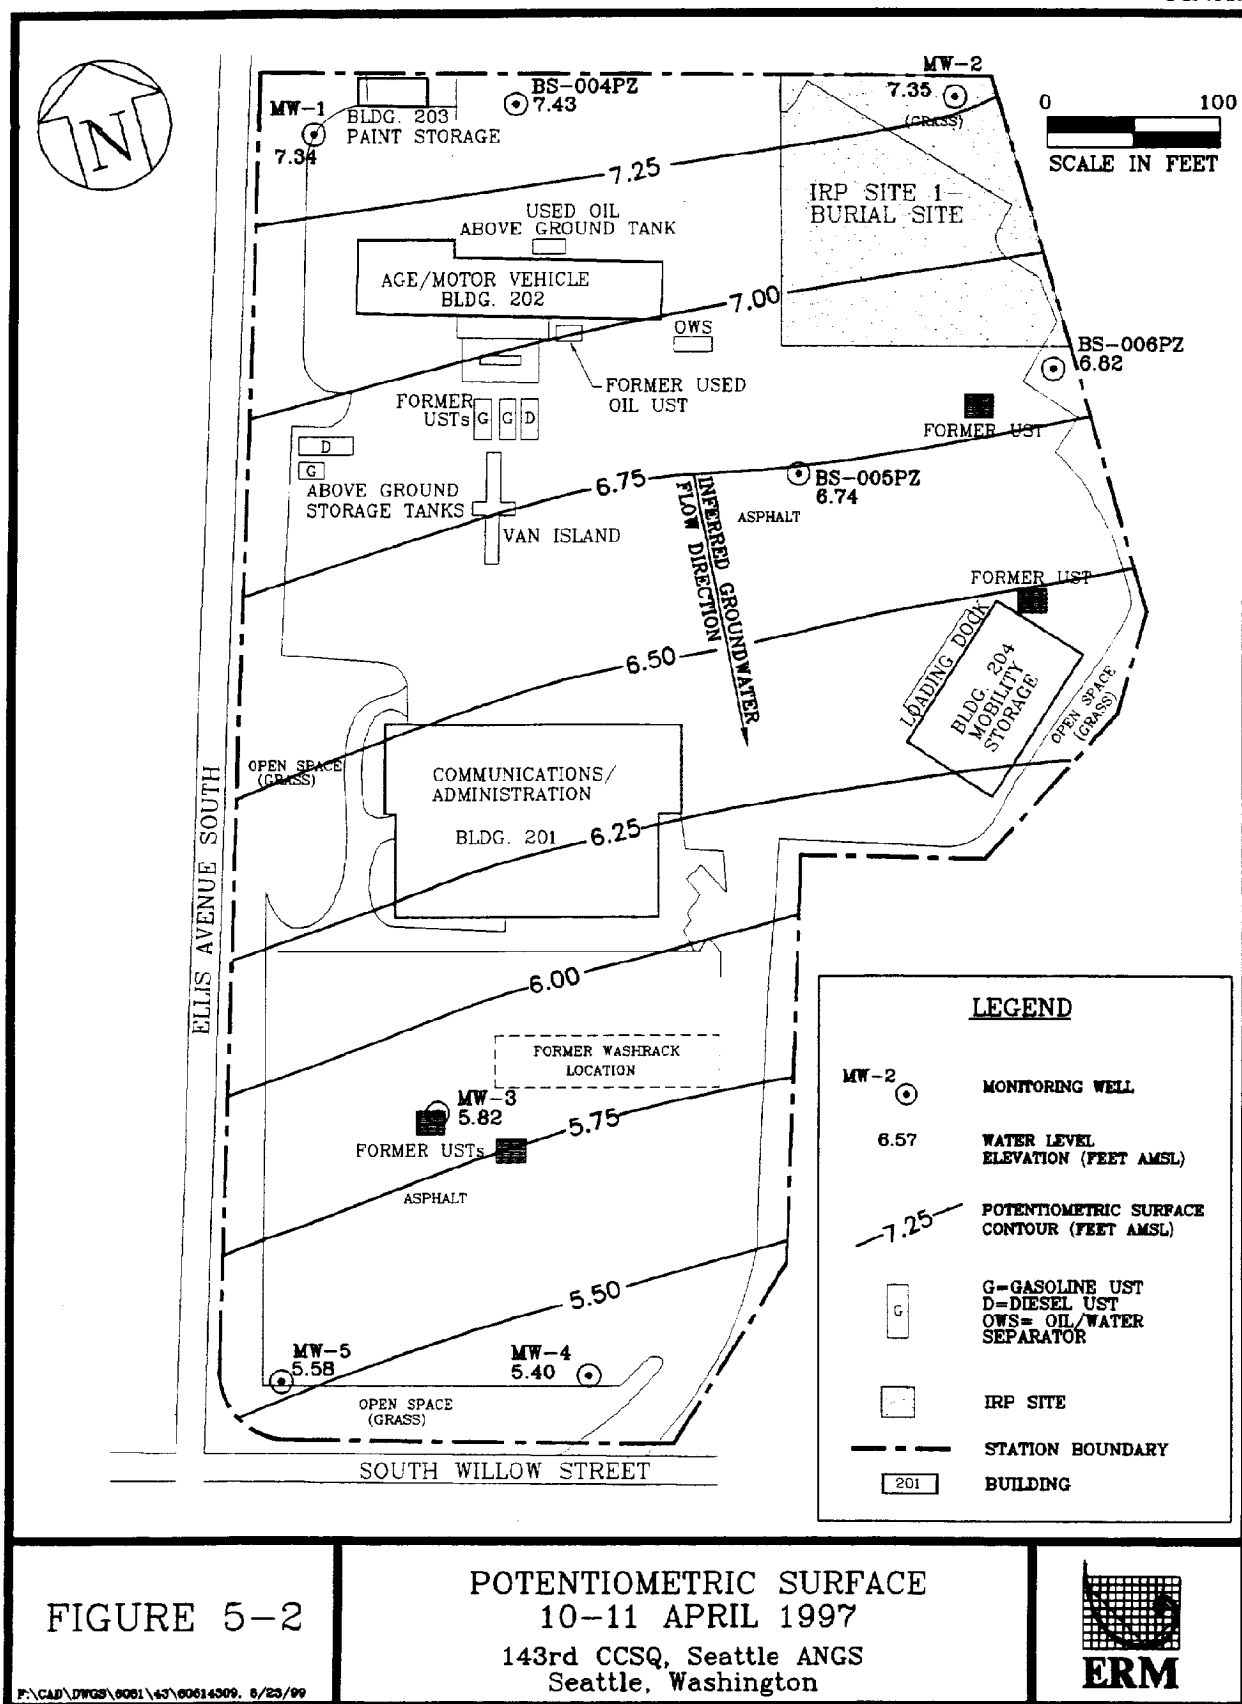 N
MW-1
7.34
BLDG. 203
PAINT STORAGE
BS-004PZ
7.43
MW-2
7.35
(GRASS)
0 100
SCALE IN FEET
7.25
IRP SITE 1
BURIAL SITE
USED OIL
ABOVE GROUND TANK
AGE/MOTOR VEHICLE
BLDG. 202
7.00
OWS
BS-006PZ
6.82
FORMER USED
OIL UST
FORMER
USTs
G G D
FORMER UST
D
G
ABOVE GROUND
STORAGE TANKS
6.75
BS-005PZ
6.74
ASPHALT
VAN ISLAND
INFERRED GROUNDWATER
FLOW DIRECTION
FORMER UST
LOADING DOCK
BLDG. 204
MOBILITY
STORAGE
OPEN SPACE
(GRASS)
6.50
OPEN SPACE
(GRASS)
COMMUNICATIONS/
ADMINISTRATION
BLDG. 201
6.25
ELLIS AVENUE SOUTH
6.00
FORMER WASHRACK
LOCATION
MW-3
5.82
5.75
FORMER USTs
ASPHALT
5.50
MW-5
5.58
MW-4
5.40
OPEN SPACE
(GRASS)
SOUTH WILLOW STREET
LEGEND
MW-2
MONITORING WELL
6.57
WATER LEVEL
ELEVATION (FEET AMSL)
7.25
POTENTIOMETRIC SURFACE
CONTOUR (FEET AMSL)
G
G=GASOLINE UST
D=DIESEL UST
OWS= OIL/WATER
SEPARATOR
IRP SITE
STATION BOUNDARY
201
BUILDING
FIGURE 5-2
F:\CAD\DWGS\6061\43\60614309, 6/23/99
POTENTIOMETRIC SURFACE
10-11 APRIL 1997
143rd CCSQ, Seattle ANGS
Seattle, Washington
ERM